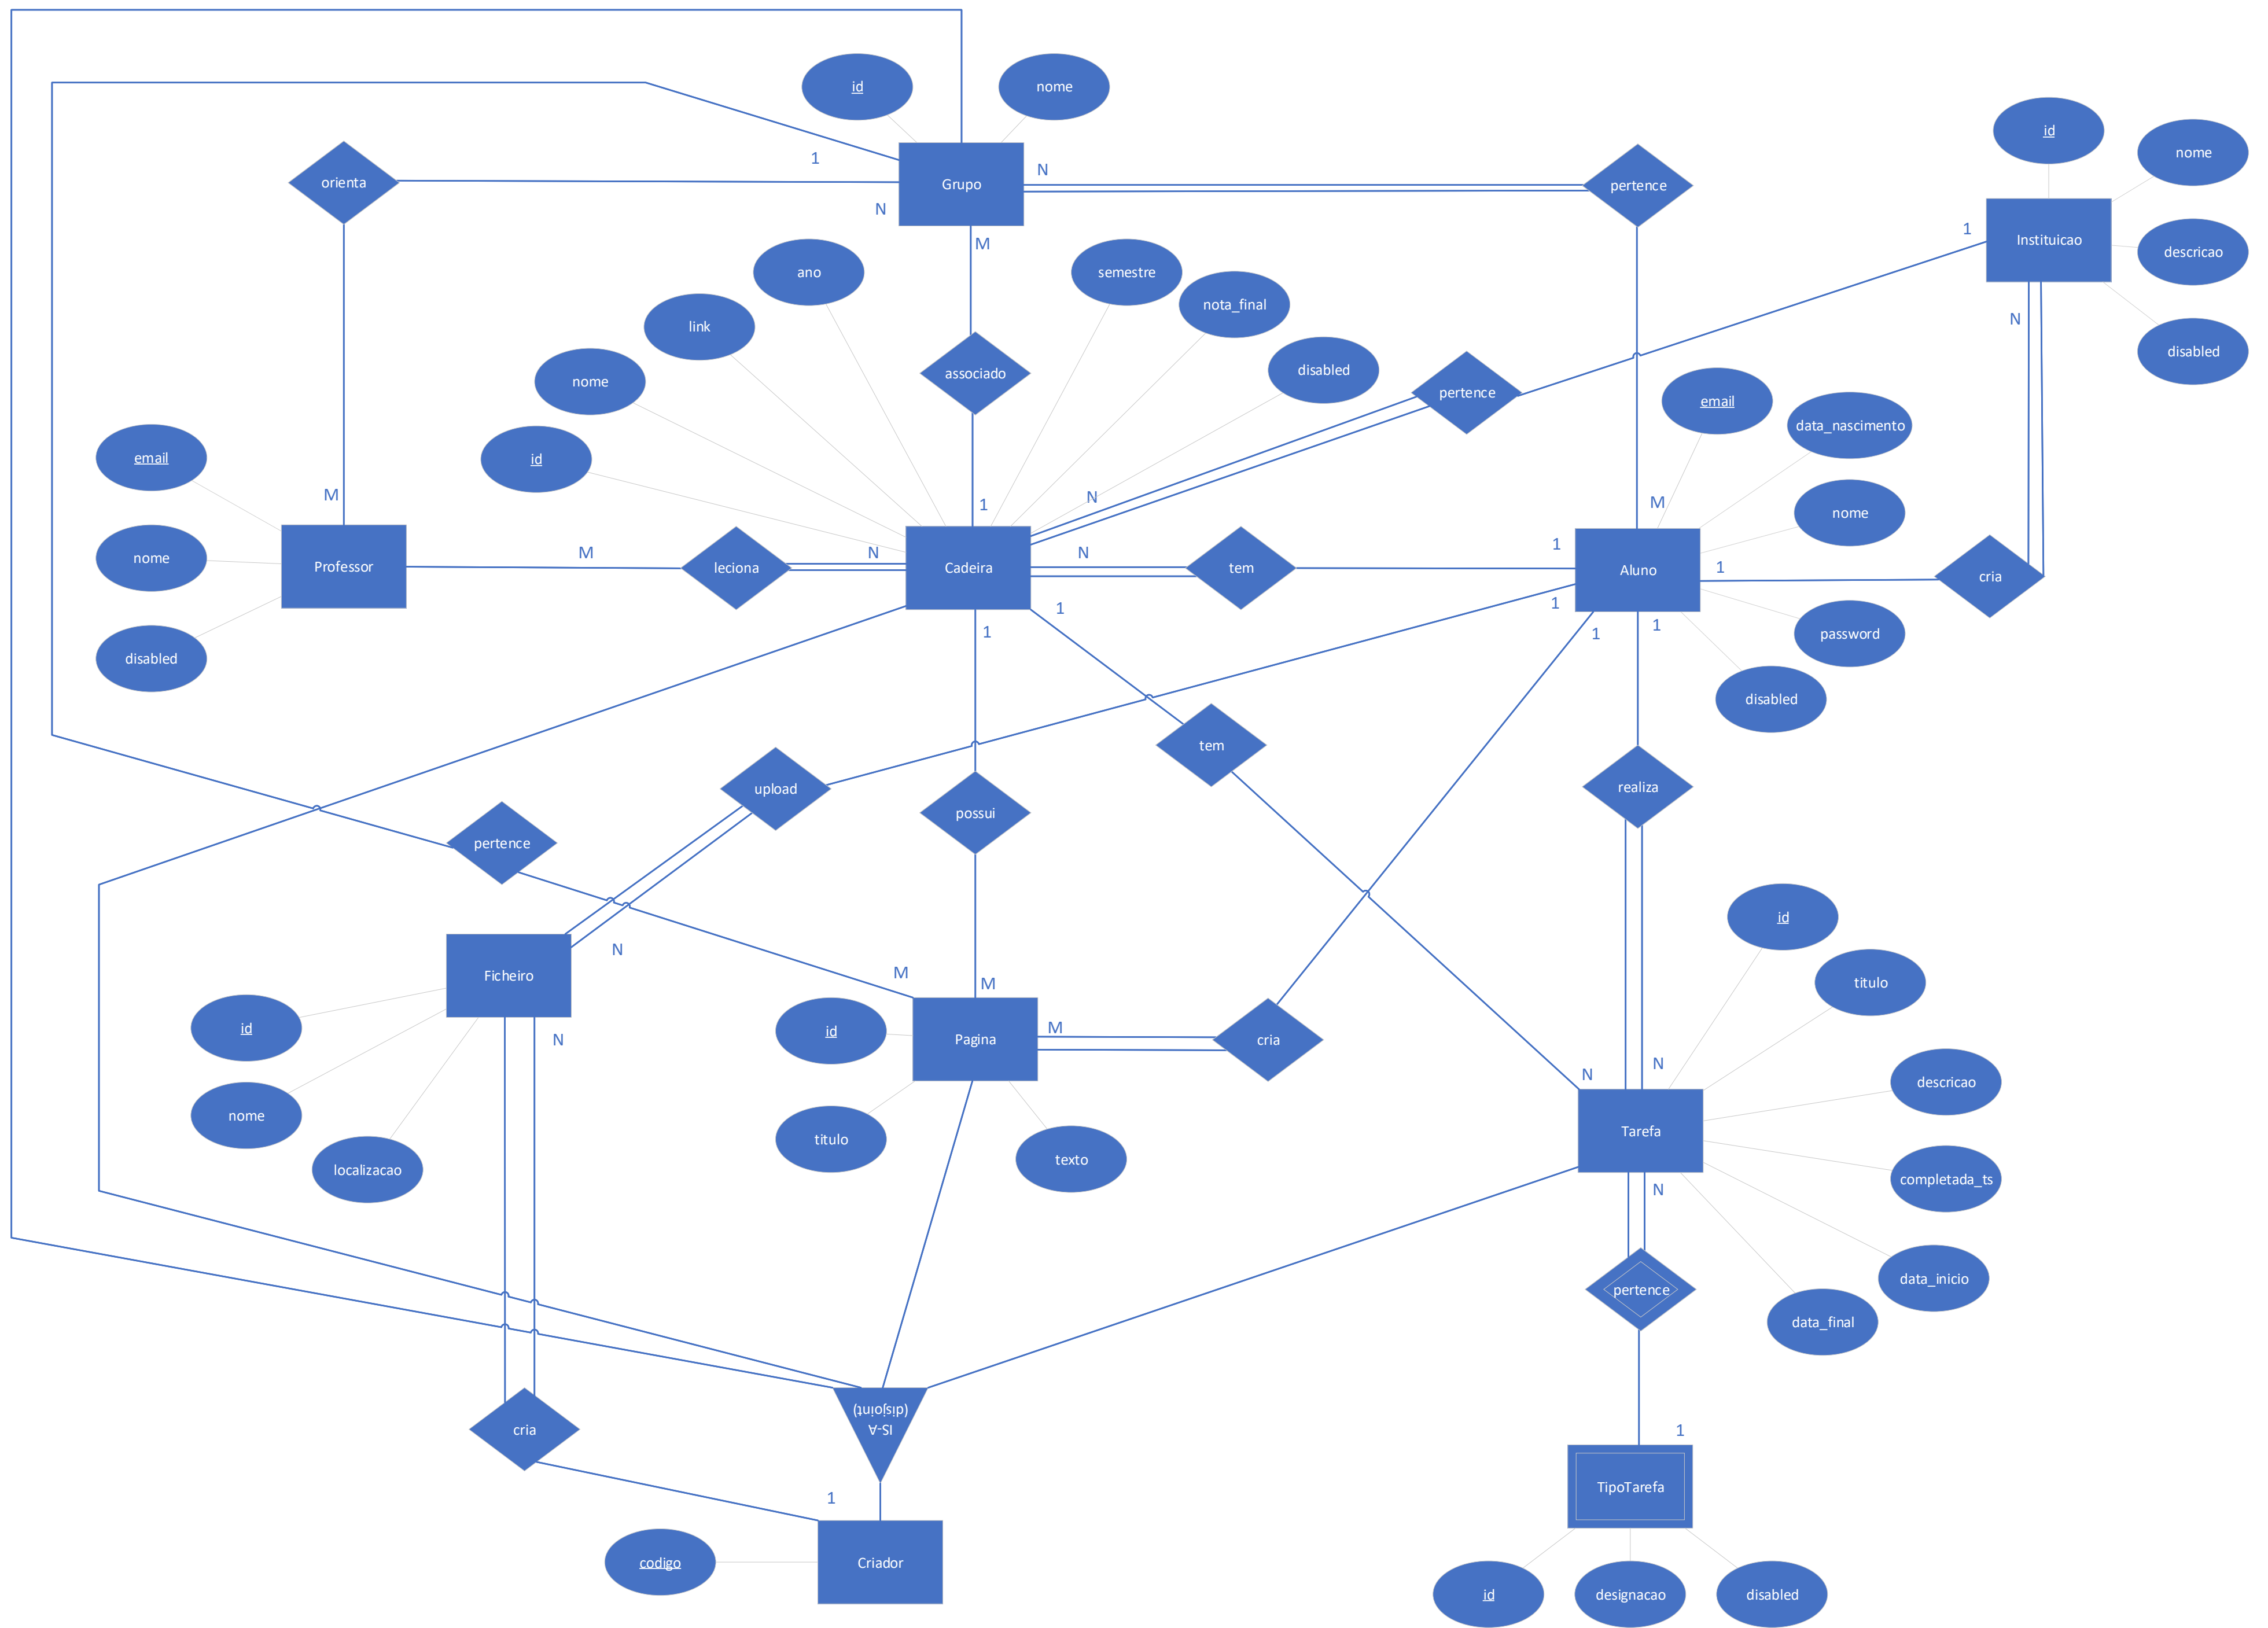 id
nome
id
nome
1
N
orienta
Grupo
pertence
1
Instituicao
N
M
descricao
ano
semestre
nota_final
link
N
disabled
associado
disabled
nome
pertence
email
data_nascimento
email
id
M
1
N
M
nome
M
N
N
1
nome
Professor
leciona
Cadeira
tem
Aluno
1
cria
1
1
1
1
1
password
disabled
disabled
tem
upload
realiza
possui
pertence
id
N
M
M
titulo
Ficheiro
id
id
Pagina
M
cria
N
N
N
descricao
nome
titulo
texto
Tarefa
localizacao
completada_ts
N
data_inicio
pertence
data_final
IS-A
(disjoint)
cria
1
1
TipoTarefa
codigo
Criador
id
designacao
disabled